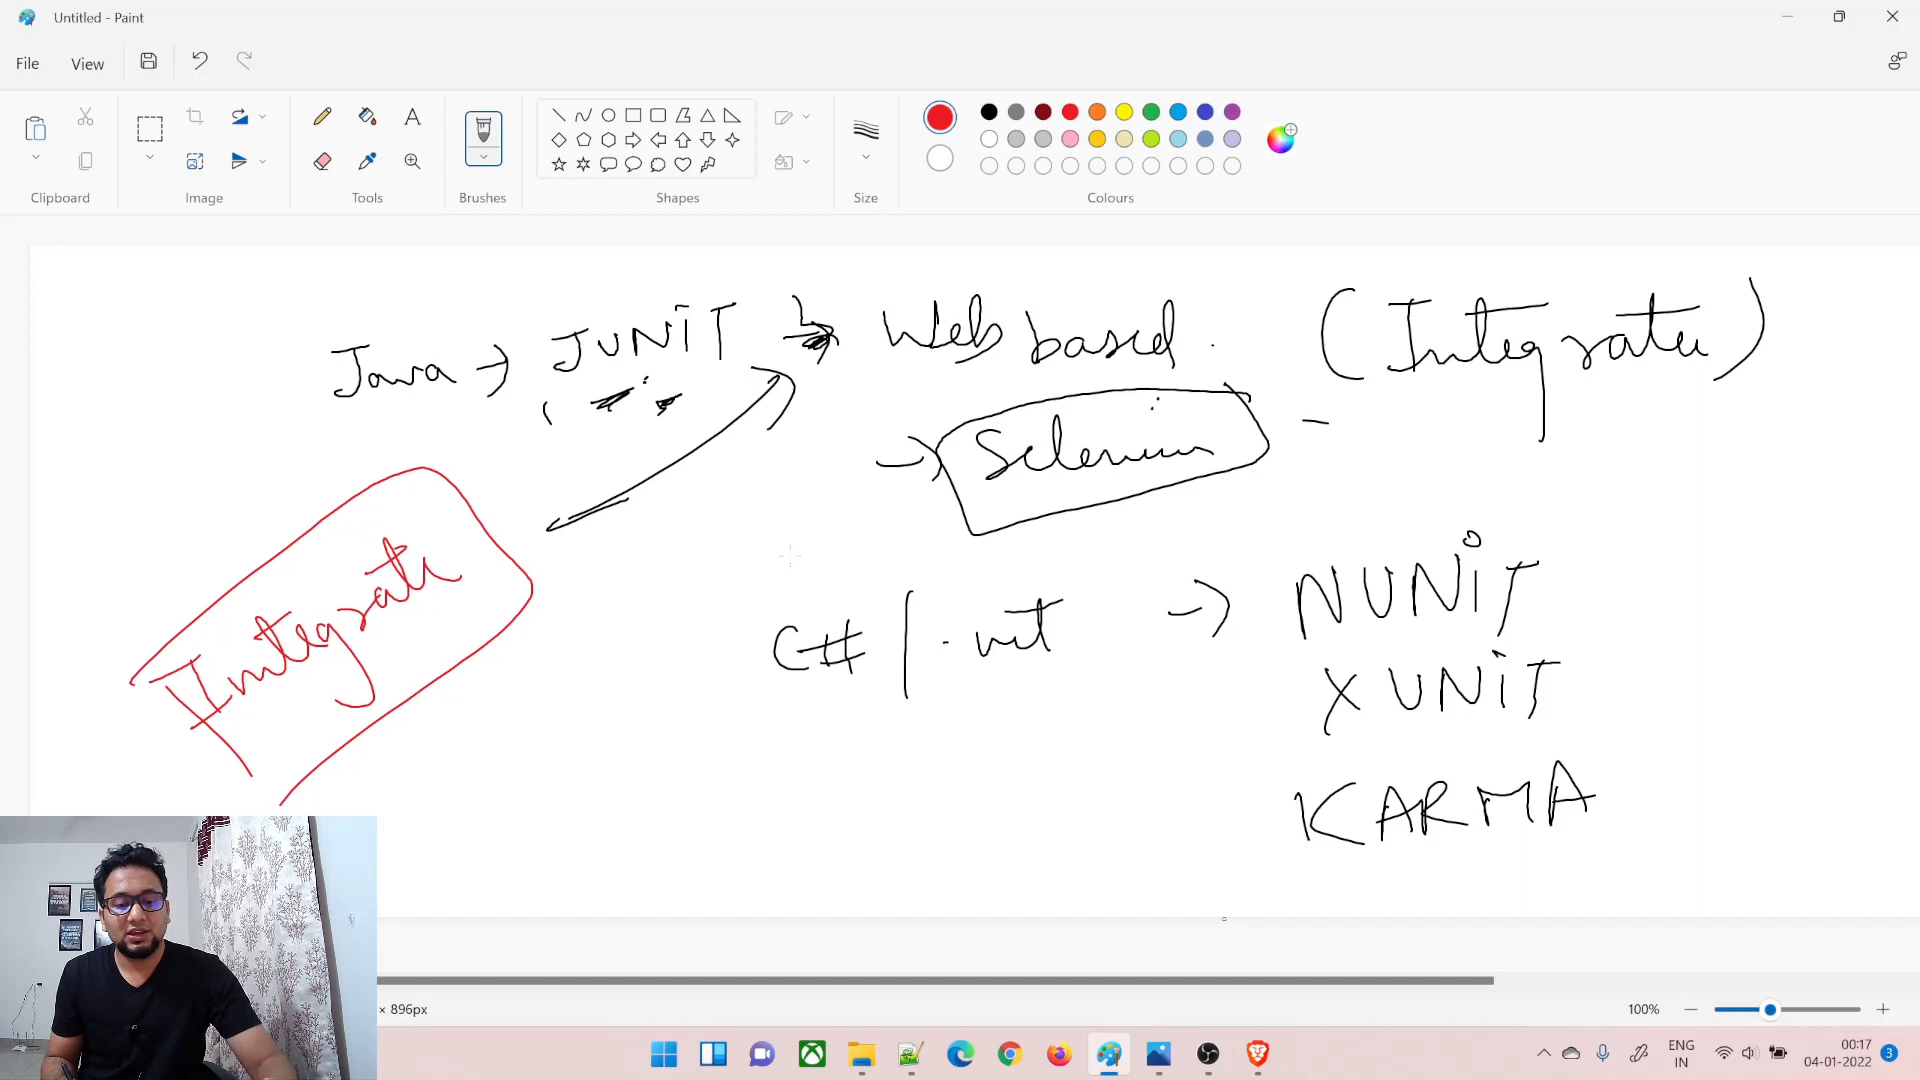 Untitled - Paint
File View
Clipboard Image Tools Brushes Shapes Size Colours
Java → JUNIT → Web based. (Integrate)
→ Selenium -
Integrate
C# | .net → NUNIT
XUNIT
KARMA
× 896px 100%
ENG
IN
00:17
04-01-2022
3